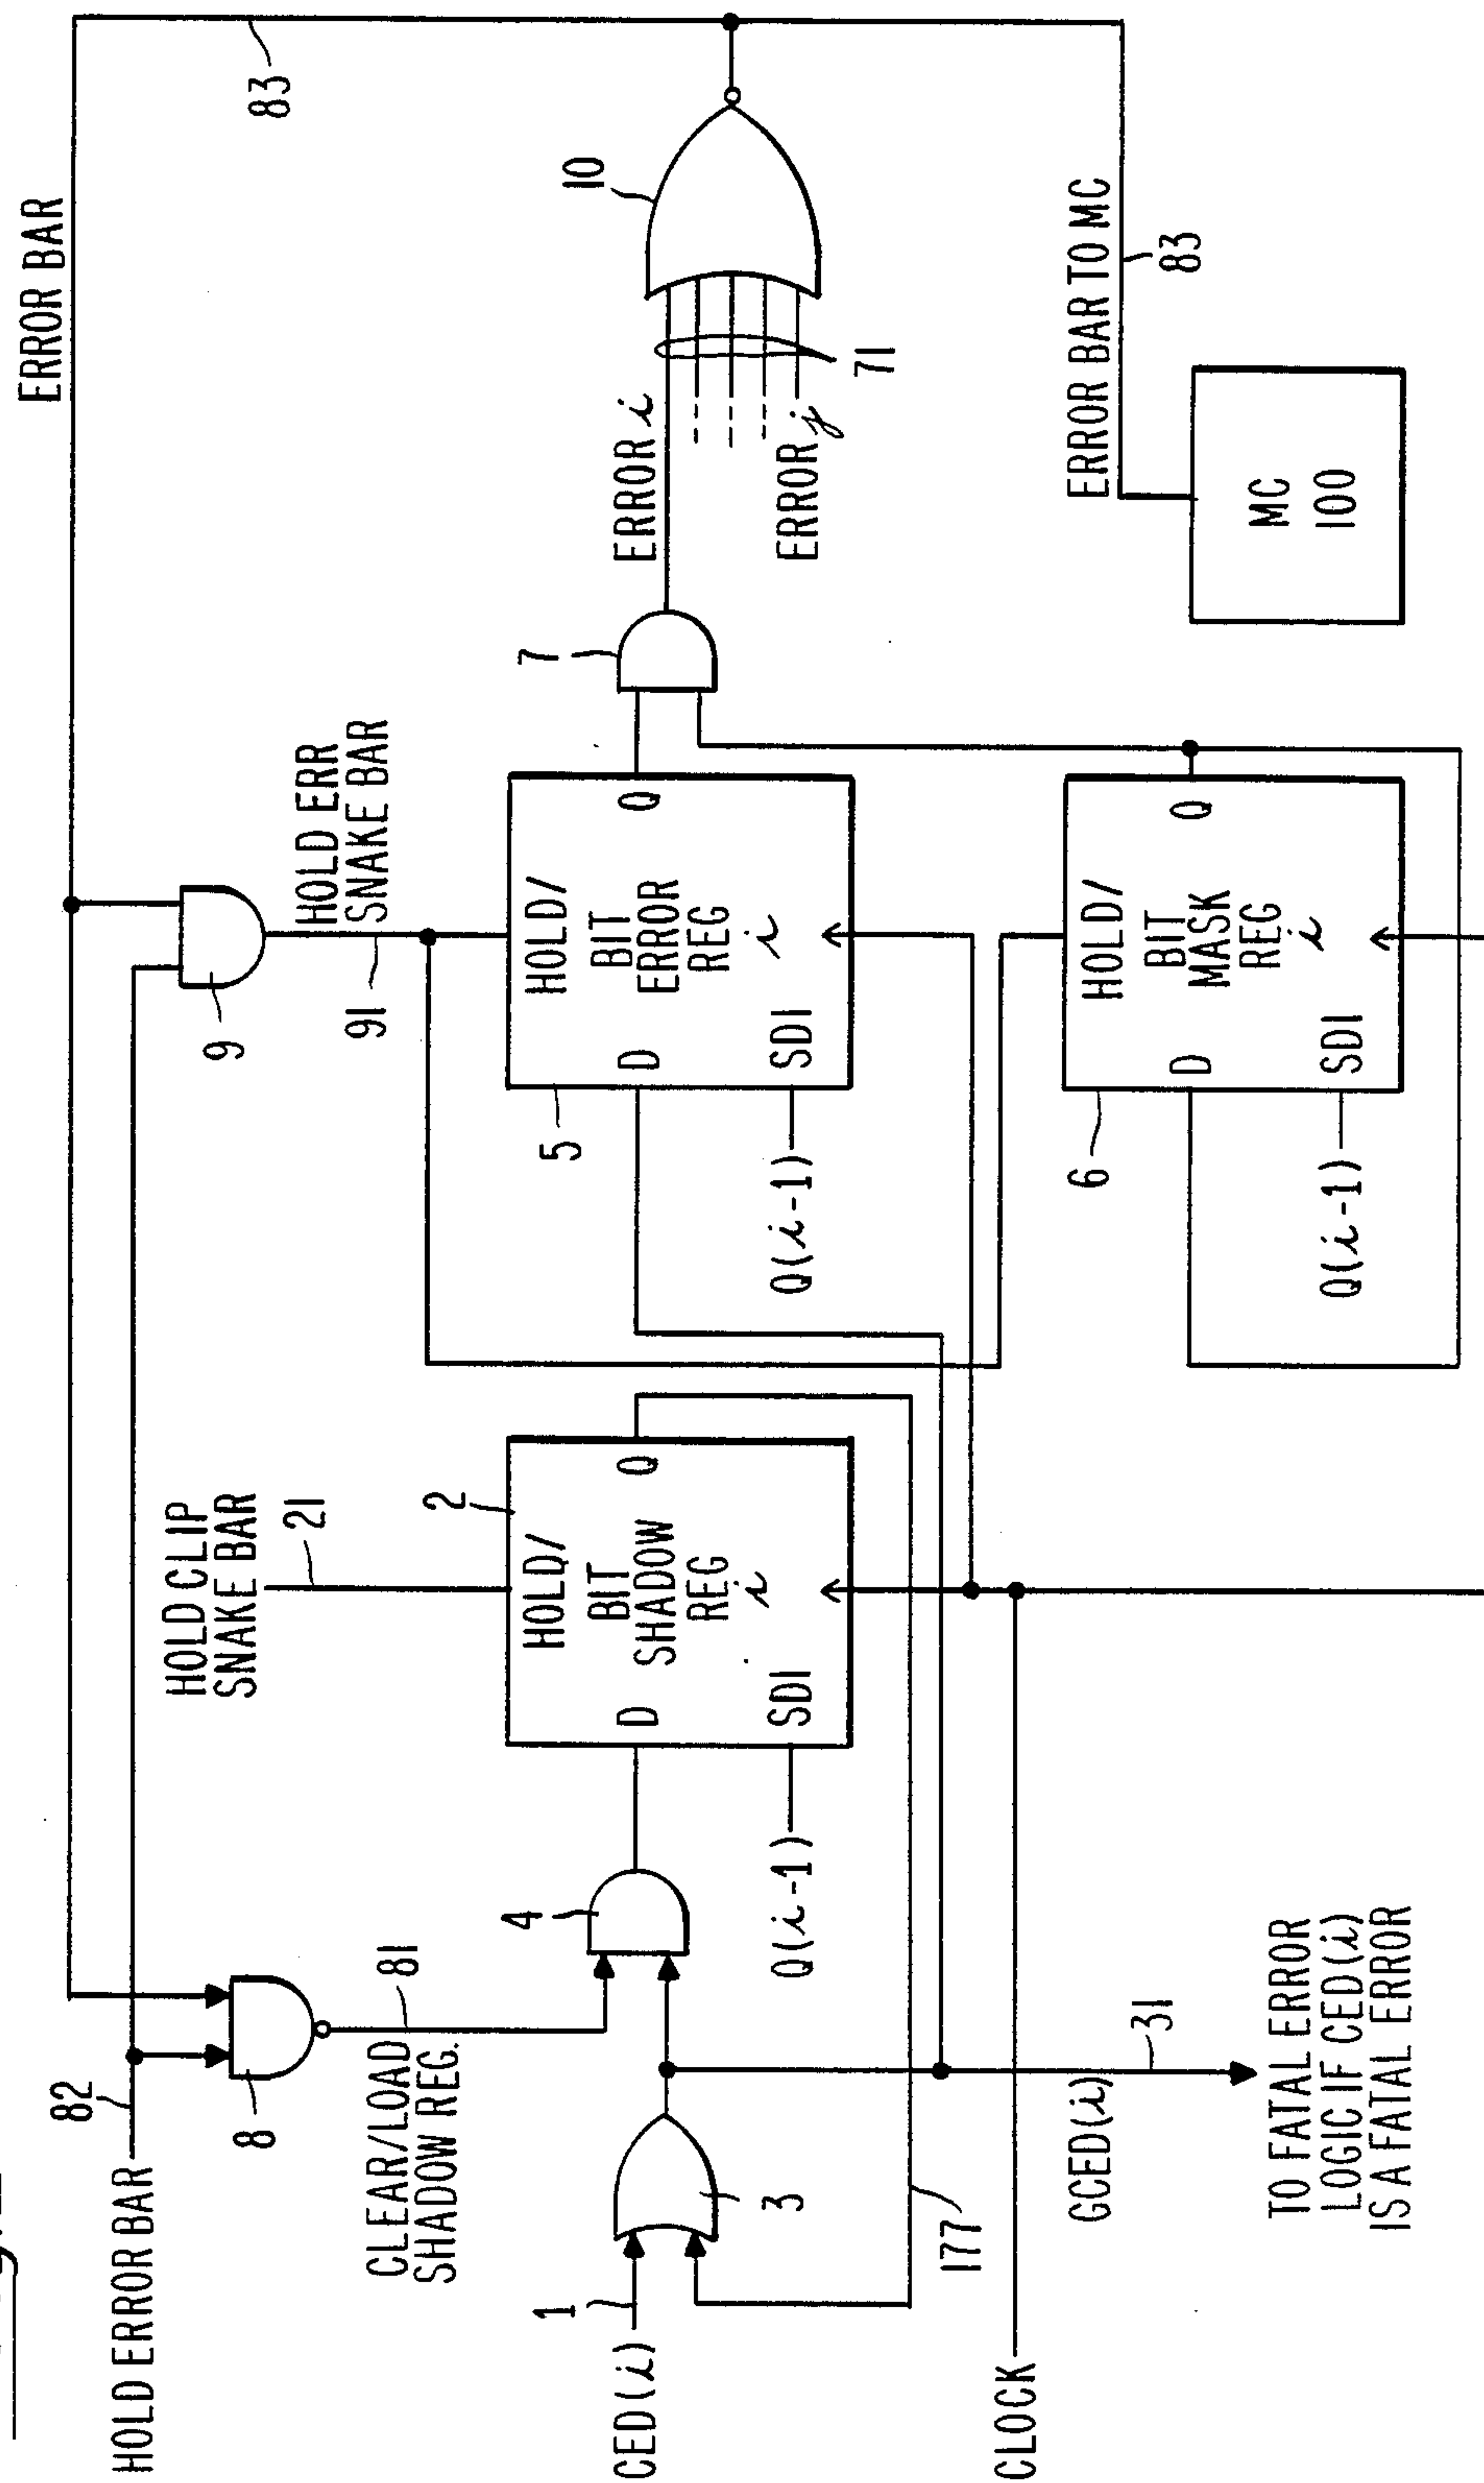 ERROR BAR
83
HOLD ERROR BAR
82
8
9
HOLD ERR
SNAKE BAR
91
HOLD CLIP
SNAKE BAR
21
CLEAR/LOAD
SHADOW REG.
81
CED(i)
1
3
4
2
HOLD/
BIT
SHADOW
REG
i
D
Q
SDI
Q(i-1)
177
5
HOLD/
BIT
ERROR
REG
i
D
Q
SDI
Q(i-1)
7
ERROR i
ERROR j
71
10
CLOCK
GCED(i)
31
TO FATAL ERROR
LOGIC IF CED(i)
IS A FATAL ERROR
6
HOLD/
BIT
MASK
REG
i
D
Q
SDI
Q(i-1)
ERROR BAR TO MC
83
MC
100